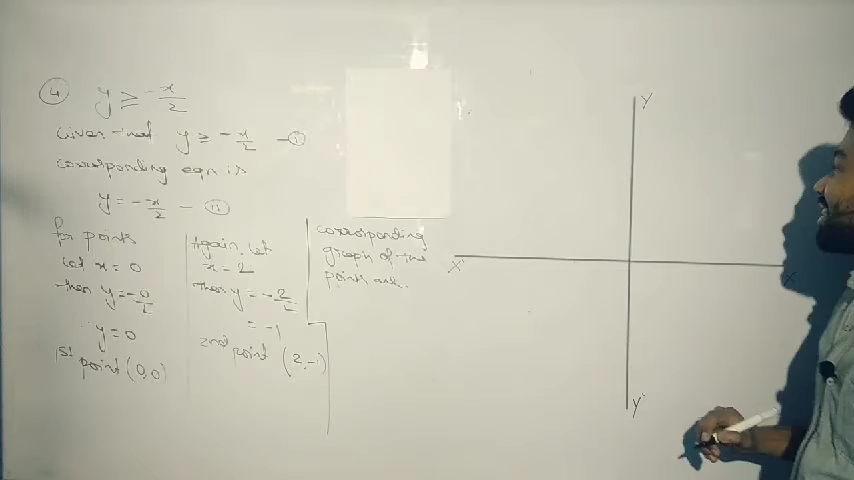 ④ y ≥ -x/2
Given that y ≥ -x/2 - ①
corresponding eqn is
y = -x/2 - ⑪
for points
Let x = 0
then y = -0/2
y = 0
1st point (0,0)
Again, Let
x = 2
then y = -2/2
= -1
2nd point (2,-1)
corresponding
graph of the
points are.
Y
X'
X
Y'